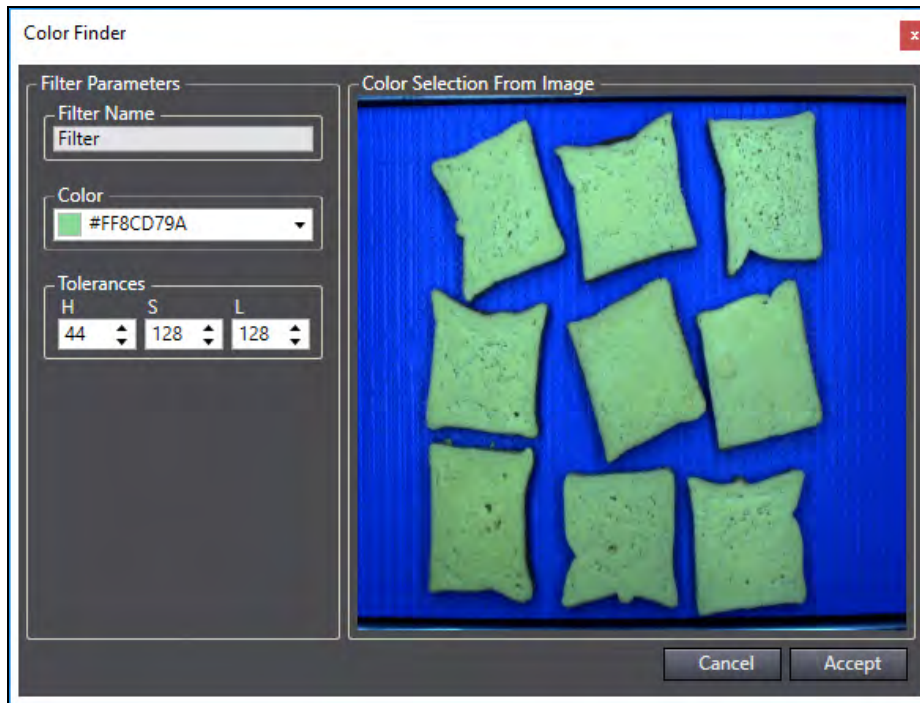 Color Finder
x
Filter Parameters
Filter Name
Filter
Color
#FF8CD79A
Tolerances
H S L
44 128 128
Color Selection From Image
Cancel Accept